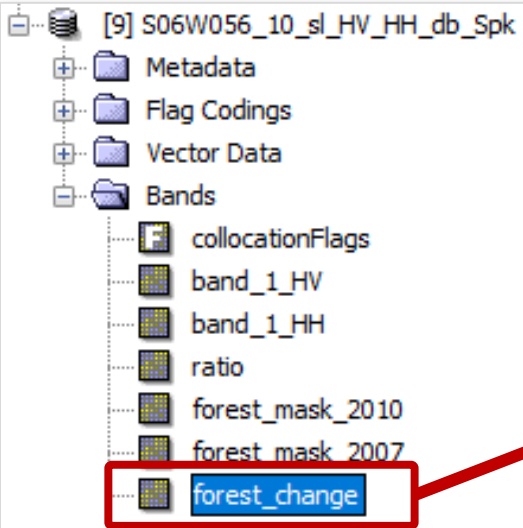 [9] S06W056_10_sl_HV_HH_db_Spk
Metadata
Flag Codings
Vector Data
Bands
F collocationFlags
band_1_HV
band_1_HH
ratio
forest_mask_2010
forest_mask_2007
forest_change